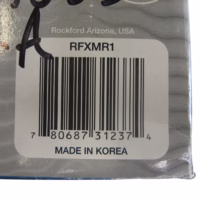 A
Rockford Arizona, USA
RFXMR1
7 80687 31237 4
MADE IN KOREA